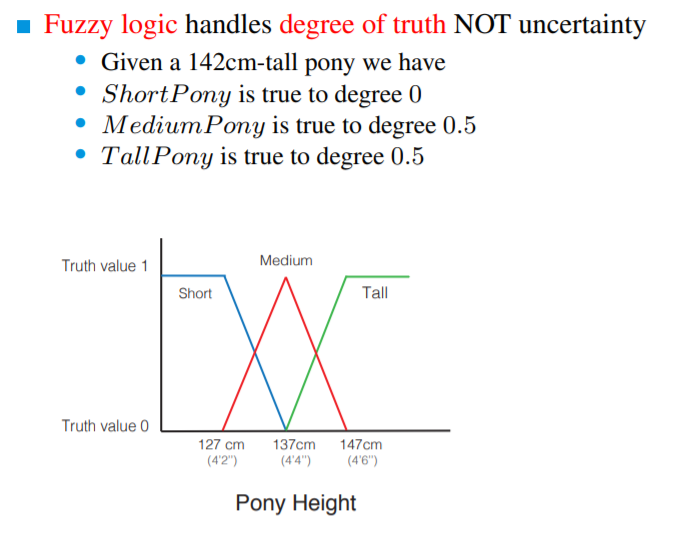 Fuzzy logic handles degree of truth NOT uncertainty
Given a 142cm-tall pony we have
ShortPony is true to degree 0
MediumPony is true to degree 0.5
TallPony is true to degree 0.5
Truth value 1
Medium
Short
Tall
Truth value 0
127 cm 137cm 147cm
(4'2") (4'4") (4'6")
Pony Height